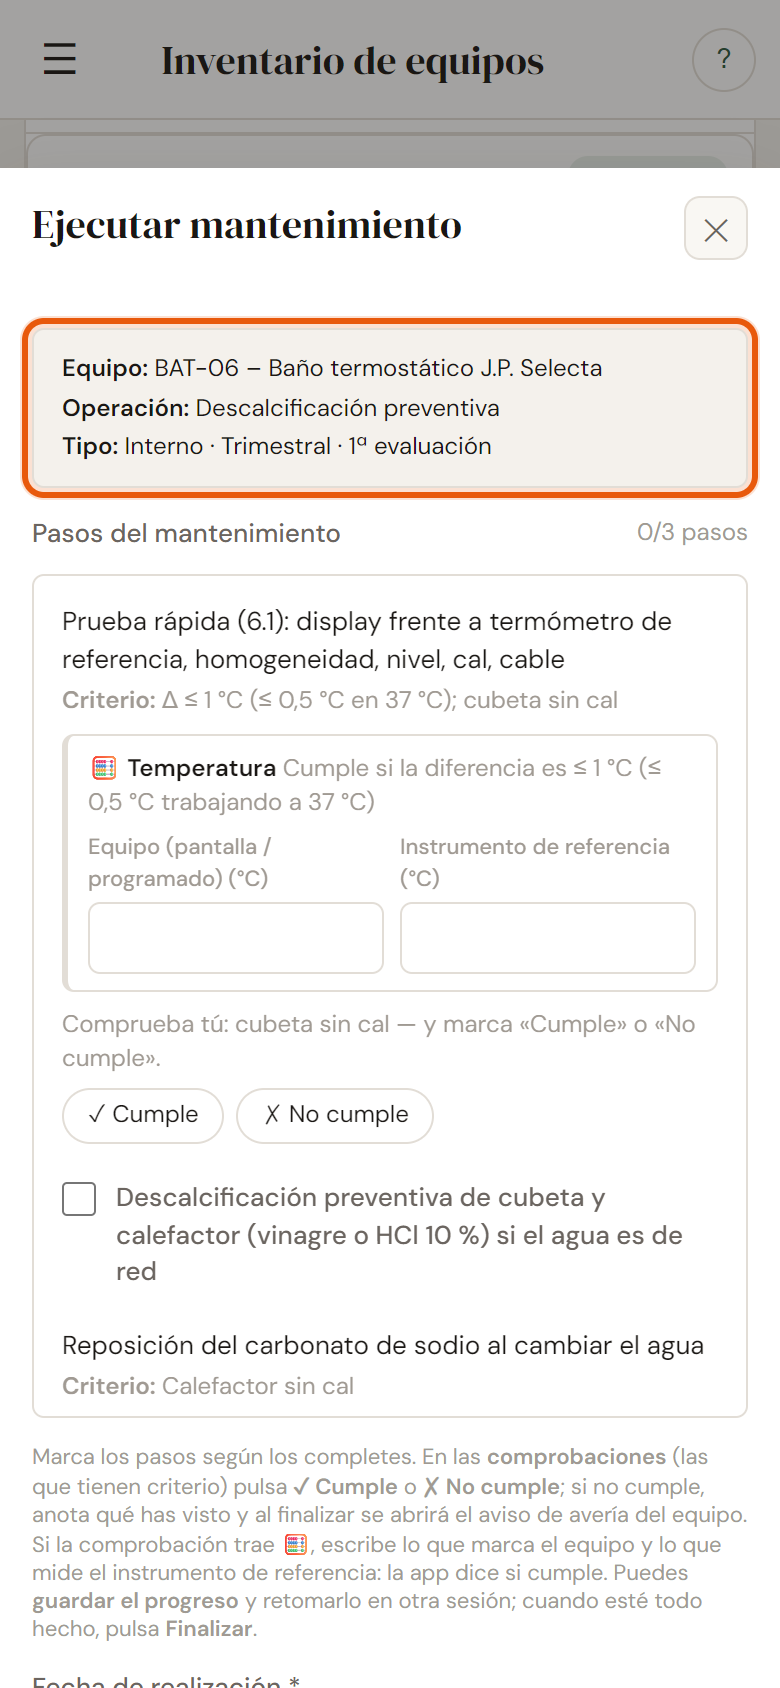 ☰ Inventario de equipos ?
Ejecutar mantenimiento
Equipo: BAT-06 – Baño termostático J.P. Selecta
Operación: Descalcificación preventiva
Tipo: Interno · Trimestral · 1ª evaluación
Pasos del mantenimiento 0/3 pasos
Prueba rápida (6.1): display frente a termómetro de
referencia, homogeneidad, nivel, cal, cable
Criterio: Δ ≤ 1 °C (≤ 0,5 °C en 37 °C); cubeta sin cal
🧮 Temperatura Cumple si la diferencia es ≤ 1 °C (≤
0,5 °C trabajando a 37 °C)
Equipo (pantalla /
programado) (°C)
Instrumento de referencia
(°C)
Comprueba tú: cubeta sin cal — y marca «Cumple» o «No
cumple».
✓ Cumple ✗ No cumple
Descalcificación preventiva de cubeta y
calefactor (vinagre o HCl 10 %) si el agua es de
red
Reposición del carbonato de sodio al cambiar el agua
Criterio: Calefactor sin cal
Marca los pasos según los completes. En las comprobaciones (las
que tienen criterio) pulsa ✓ Cumple o ✗ No cumple; si no cumple,
anota qué has visto y al finalizar se abrirá el aviso de avería del equipo.
Si la comprobación trae 🧮, escribe lo que marca el equipo y lo que
mide el instrumento de referencia: la app dice si cumple. Puedes
guardar el progreso y retomarlo en otra sesión; cuando esté todo
hecho, pulsa Finalizar.
Fecha de realización *